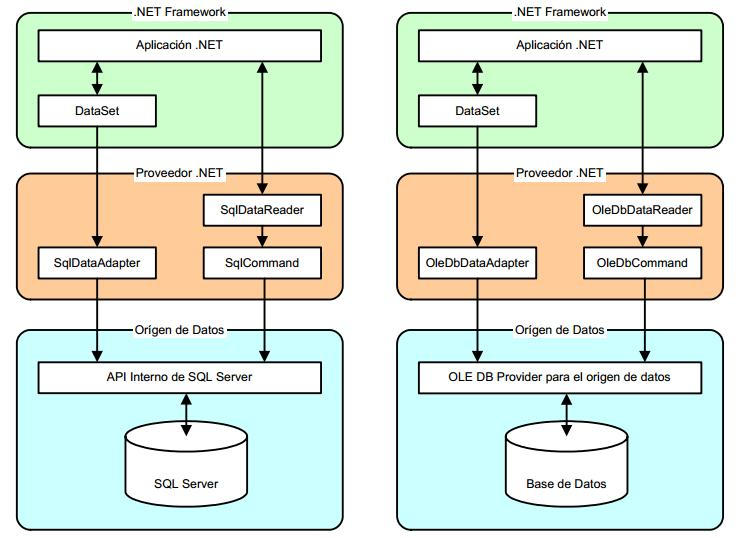 .NET Framework
Aplicación .NET
DataSet
Proveedor .NET
SqlDataReader
SqlDataAdapter
SqlCommand
Orígen de Datos
API Interno de SQL Server
SQL Server
.NET Framework
Aplicación .NET
DataSet
Proveedor .NET
OleDbDataReader
OleDbDataAdapter
OleDbCommand
Orígen de Datos
OLE DB Provider para el origen de datos
Base de Datos